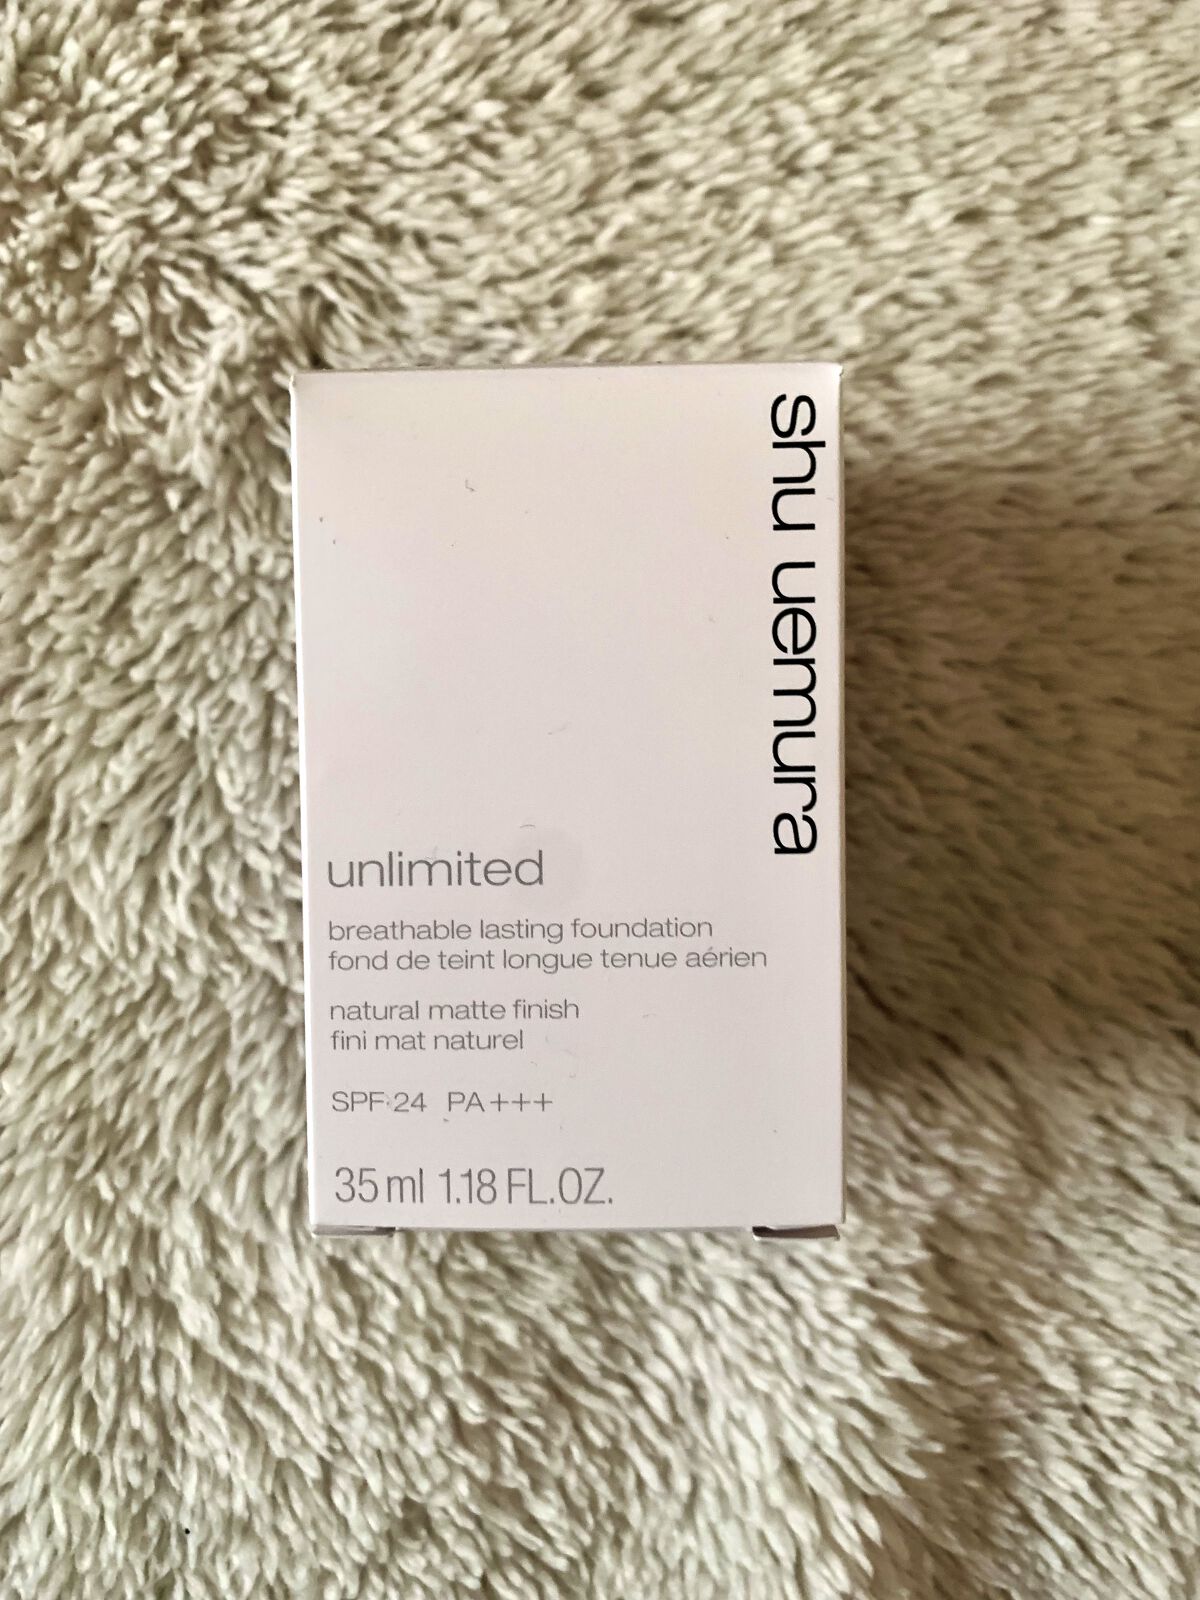 shu uemura
unlimited
breathable lasting foundation
fond de teint longue tenue aérien
natural matte finish
fini mat naturel
SPF 24 PA+++
35 ml 1.18 FL.OZ.